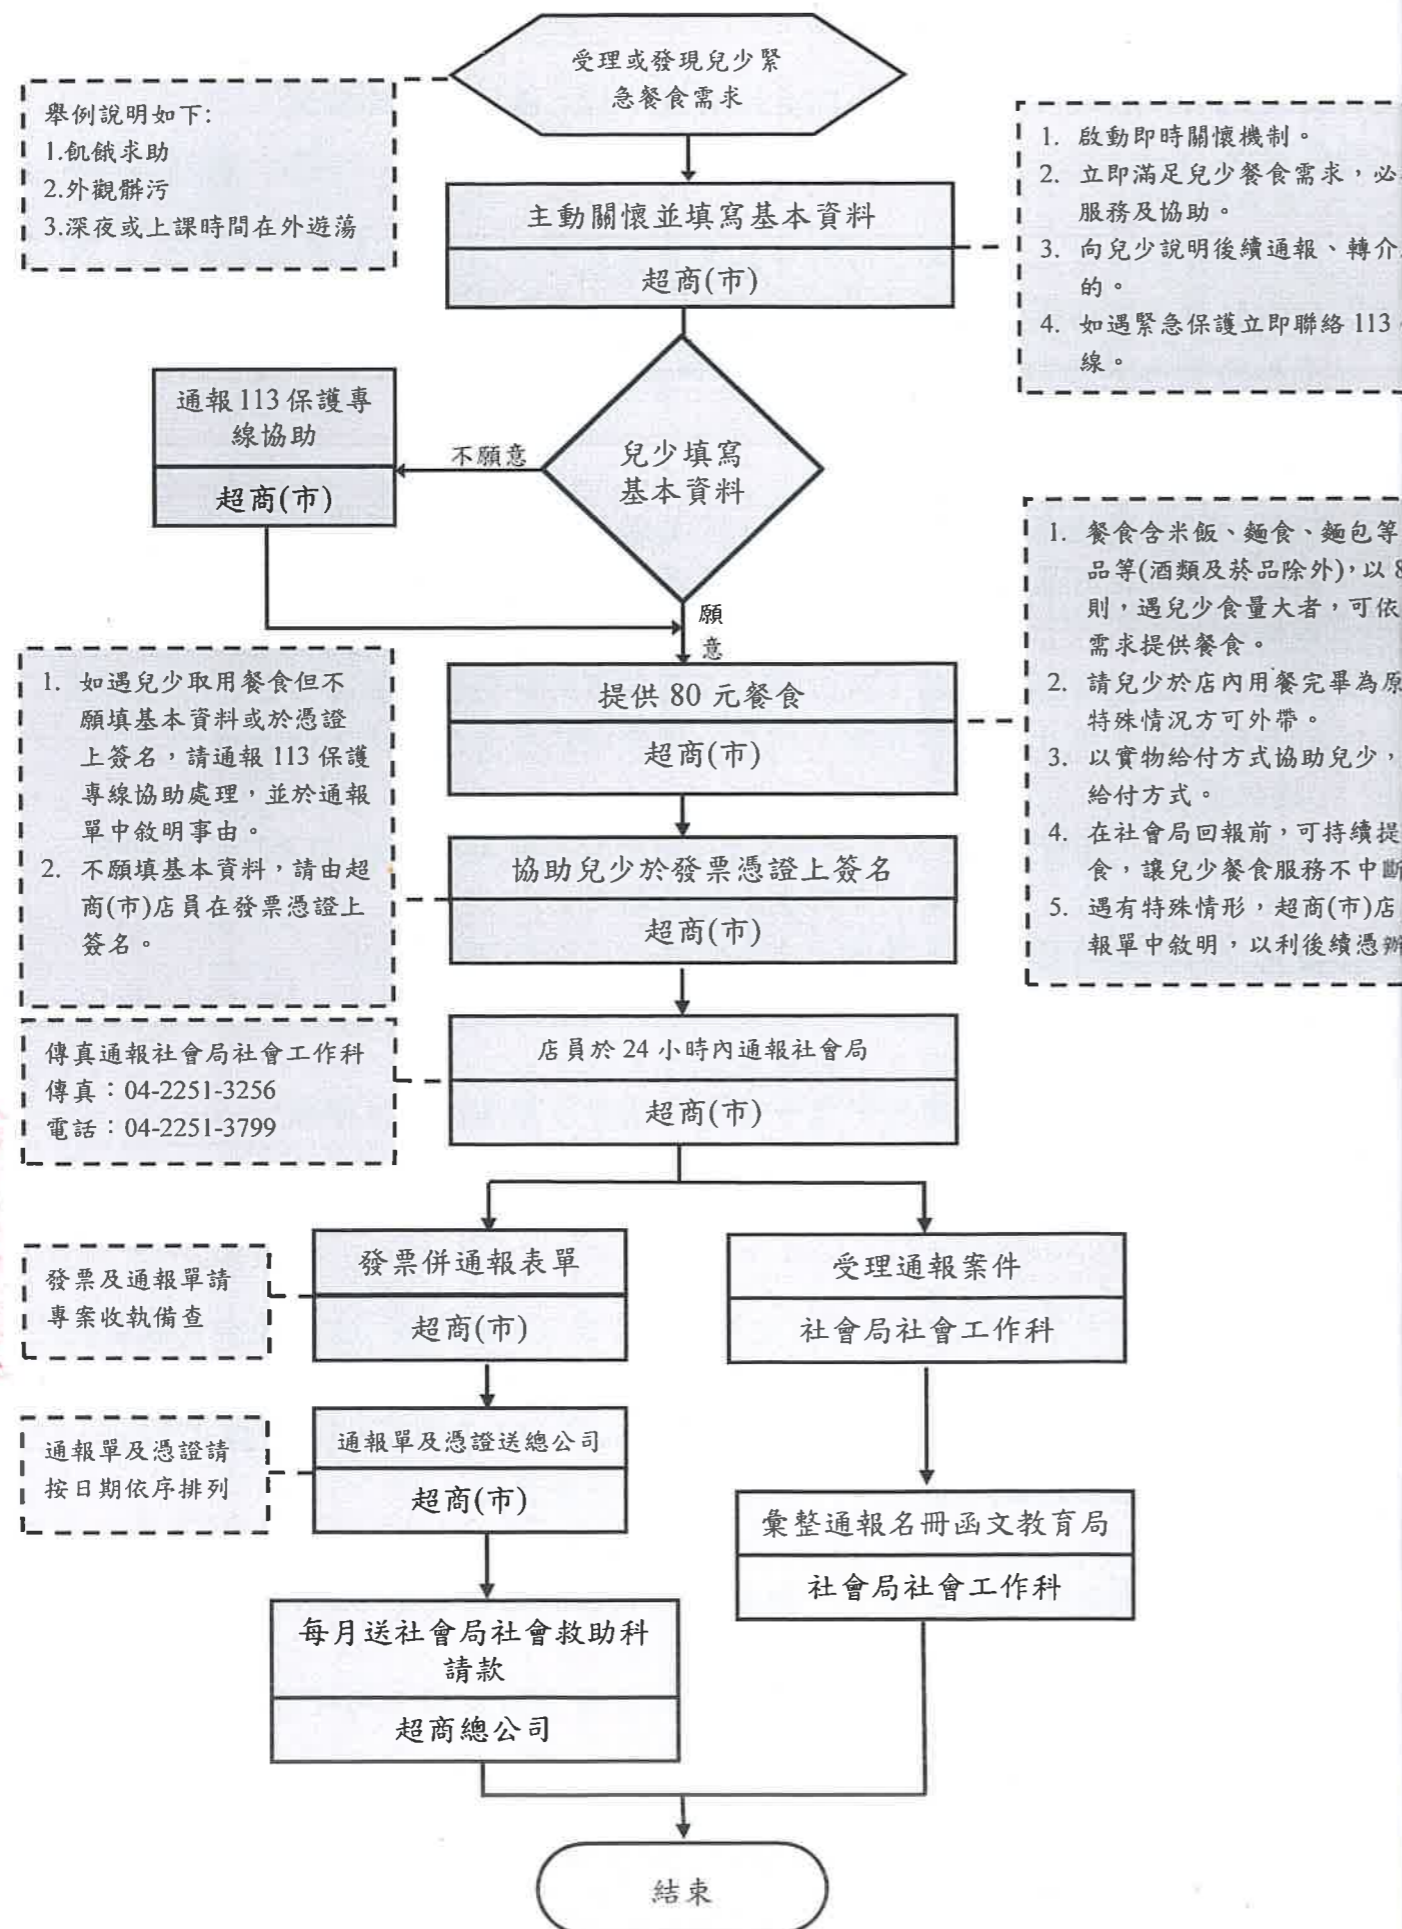 受理或發現兒少緊
急餐食需求
舉例說明如下:
1.飢餓求助
2.外觀髒污
3.深夜或上課時間在外遊蕩
主動關懷並填寫基本資料
超商(市)
1. 啟動即時關懷機制。
2. 立即滿足兒少餐食需求，必
服務及協助。
3. 向兒少說明後續通報、轉介
的。
4. 如遇緊急保護立即聯絡 113
線。
通報 113 保護專
線協助
超商(市)
不願意
兒少填寫
基本資料
願
意
1. 餐食含米飯、麵食、麵包等
品等(酒類及菸品除外)，以 8
則，遇兒少食量大者，可依
需求提供餐食。
2. 請兒少於店內用餐完畢為原
特殊情況方可外帶。
3. 以實物給付方式協助兒少，
給付方式。
4. 在社會局回報前，可持續提
食，讓兒少餐食服務不中斷
5. 遇有特殊情形，超商(市)店
報單中敘明，以利後續憑辦
提供 80 元餐食
超商(市)
1. 如遇兒少取用餐食但不
願填基本資料或於憑證
上簽名，請通報 113 保護
專線協助處理，並於通報
單中敘明事由。
2. 不願填基本資料，請由超
商(市)店員在發票憑證上
簽名。
協助兒少於發票憑證上簽名
超商(市)
店員於 24 小時內通報社會局
超商(市)
傳真通報社會局社會工作科
傳真：04-2251-3256
電話：04-2251-3799
發票併通報表單
超商(市)
發票及通報單請
專案收執備查
受理通報案件
社會局社會工作科
通報單及憑證送總公司
超商(市)
通報單及憑證請
按日期依序排列
彙整通報名冊函文教育局
社會局社會工作科
每月送社會局社會救助科
請款
超商總公司
結束